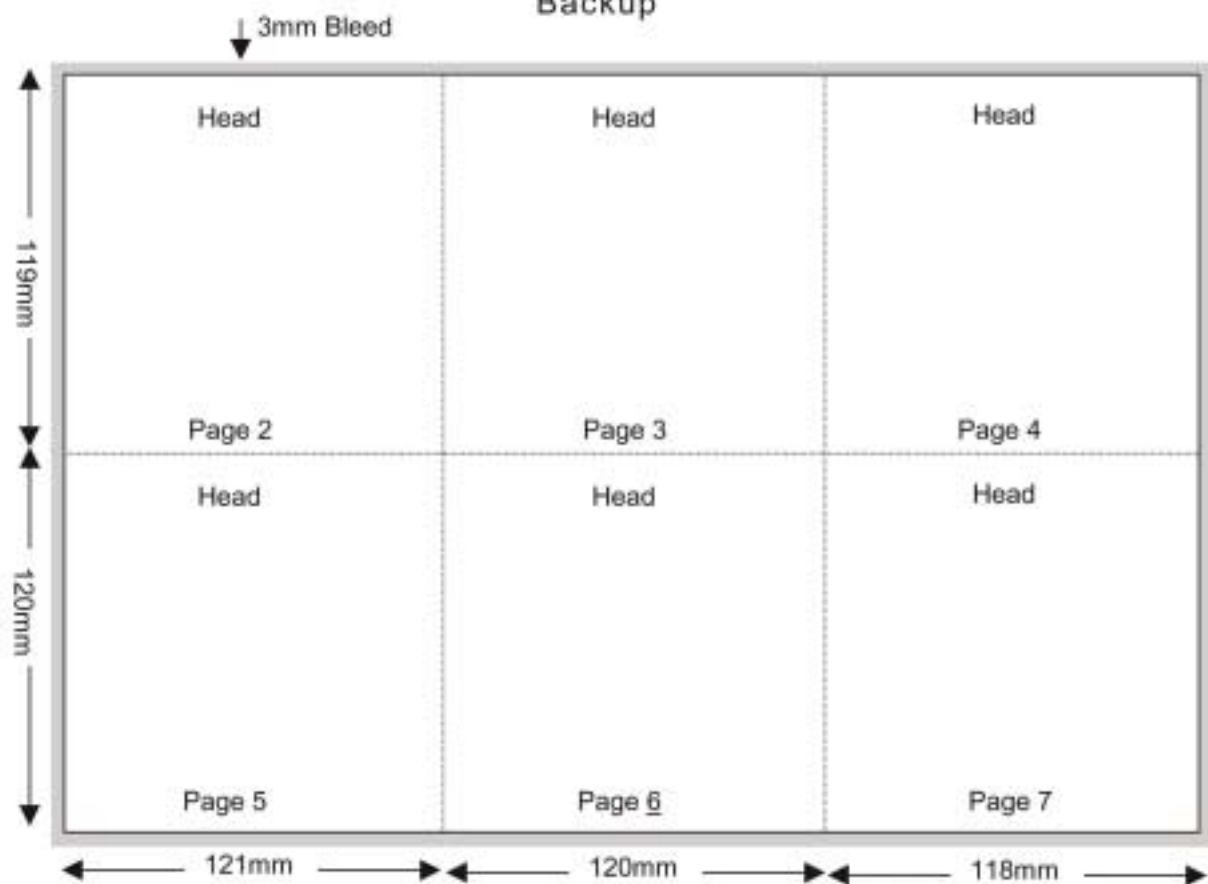 Backup
3mm Bleed
Head Head Head
119mm
Page 2 Page 3 Page 4
Head Head Head
120mm
Page 5 Page 6 Page 7
121mm 120mm 118mm